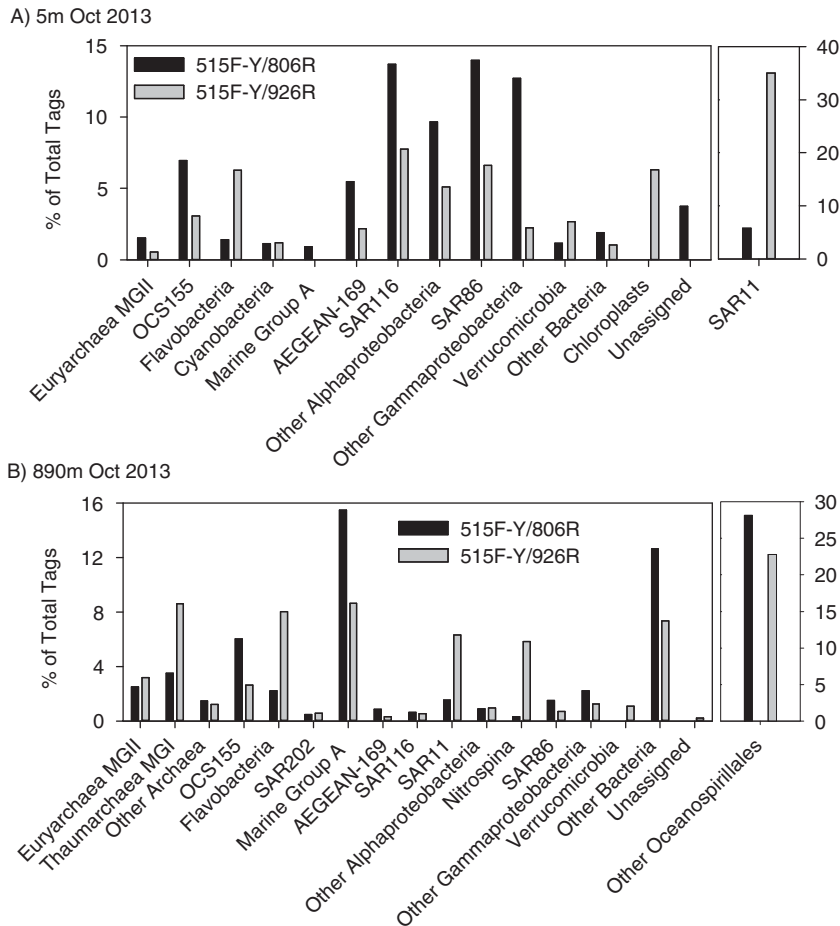 A) 5m Oct 2013
15
10
5
0
% of Total Tags
515F-Y/806R
515F-Y/926R
40
30
20
10
0
Euryarchaea MGII
OCS155
Flavobacteria
Cyanobacteria
Marine Group A
AEGEAN-169
SAR116
Other Alphaproteobacteria
SAR86
Other Gammaproteobacteria
Verrucomicrobia
Other Bacteria
Chloroplasts
Unassigned
SAR11
B) 890m Oct 2013
16
12
8
4
0
% of Total Tags
515F-Y/806R
515F-Y/926R
30
25
20
15
10
5
0
Euryarchaea MGII
Thaumarchaea MGI
Other Archaea
OCS155
Flavobacteria
SAR202
Marine Group A
AEGEAN-169
SAR116
SAR11
Other Alphaproteobacteria
Nitrospina
SAR86
Other Gammaproteobacteria
Verrucomicrobia
Other Bacteria
Unassigned
Other Oceanospirillales